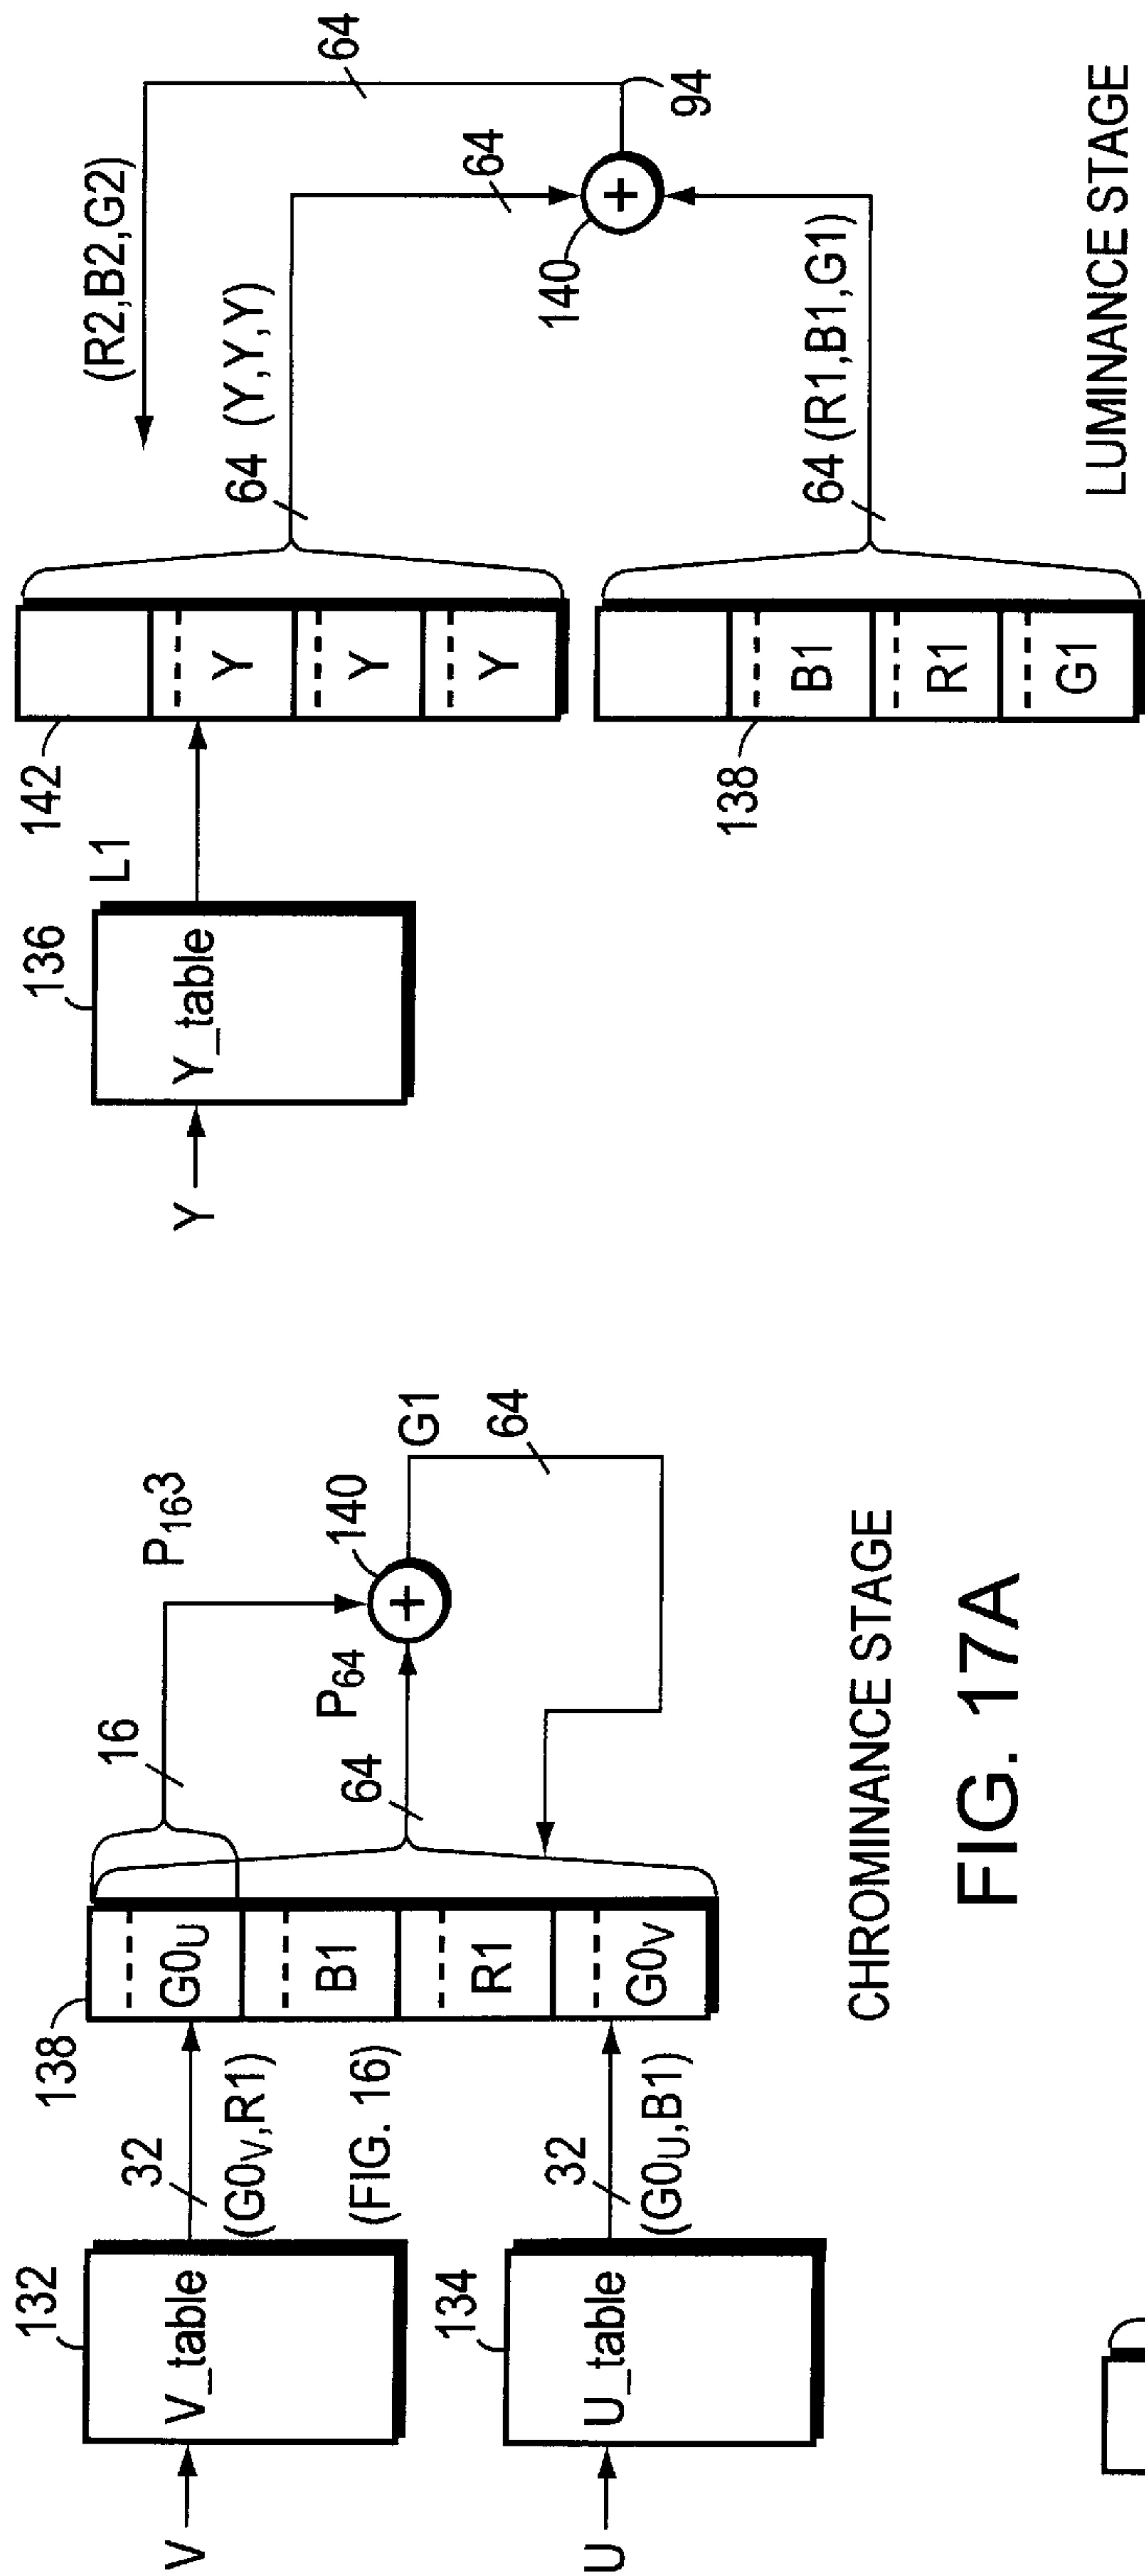 V
132
V_table
32
(G0V,R1)
(FIG. 16)
U
134
U_table
32
(G0U,B1)
138
G0U
B1
R1
G0V
16
P163
64
P64
140
+
G1
64
CHROMINANCE STAGE
FIG. 17A
Y
136
Y_table
L1
142
Y
Y
Y
64 (Y,Y,Y)
(R2,B2,G2)
64
64
140
+
94
138
B1
R1
G1
64 (R1,B1,G1)
LUMINANCE STAGE